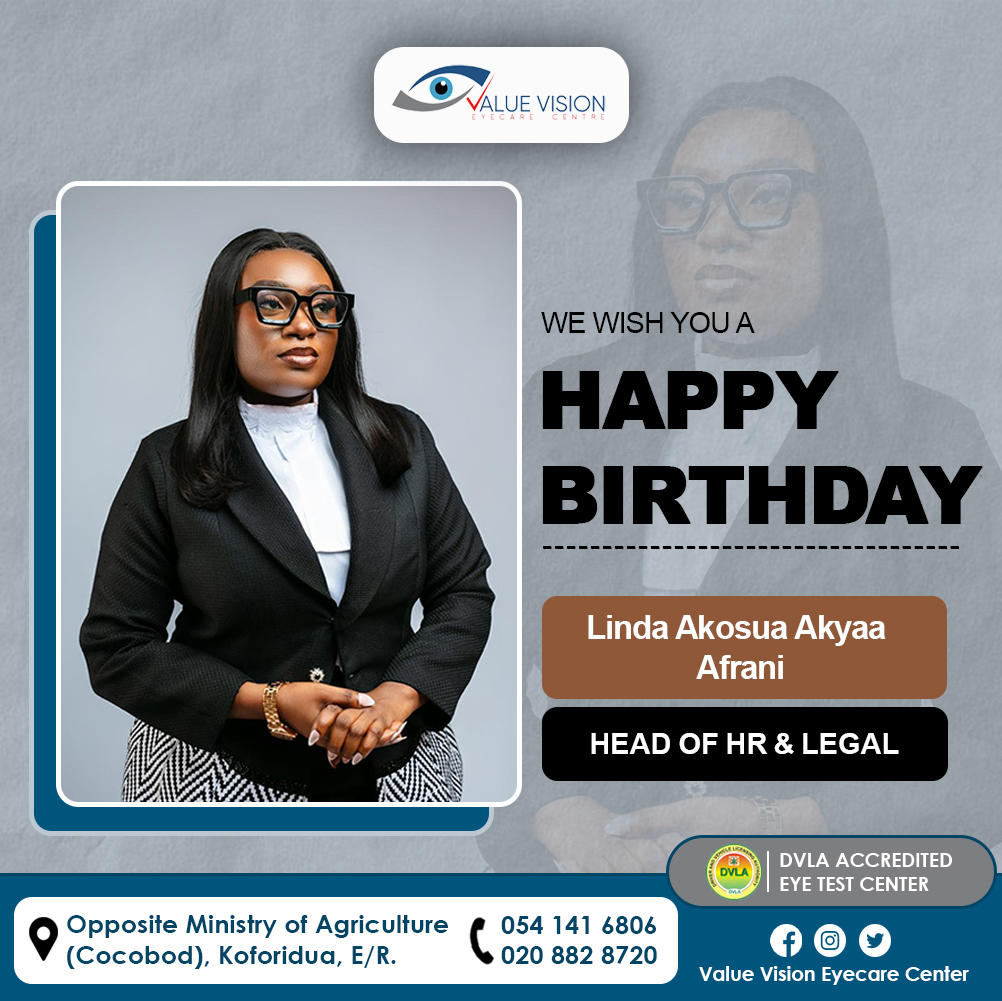 VALUE VISION
EYECARE CENTRE
WE WISH YOU A
HAPPY
BIRTHDAY
Linda Akosua Akyaa
Afrani
HEAD OF HR & LEGAL
DVLA
DVLA
DVLA ACCREDITED
EYE TEST CENTER
Opposite Ministry of Agriculture
(Cocobod), Koforidua, E/R.
054 141 6806
020 882 8720
Value Vision Eyecare Center